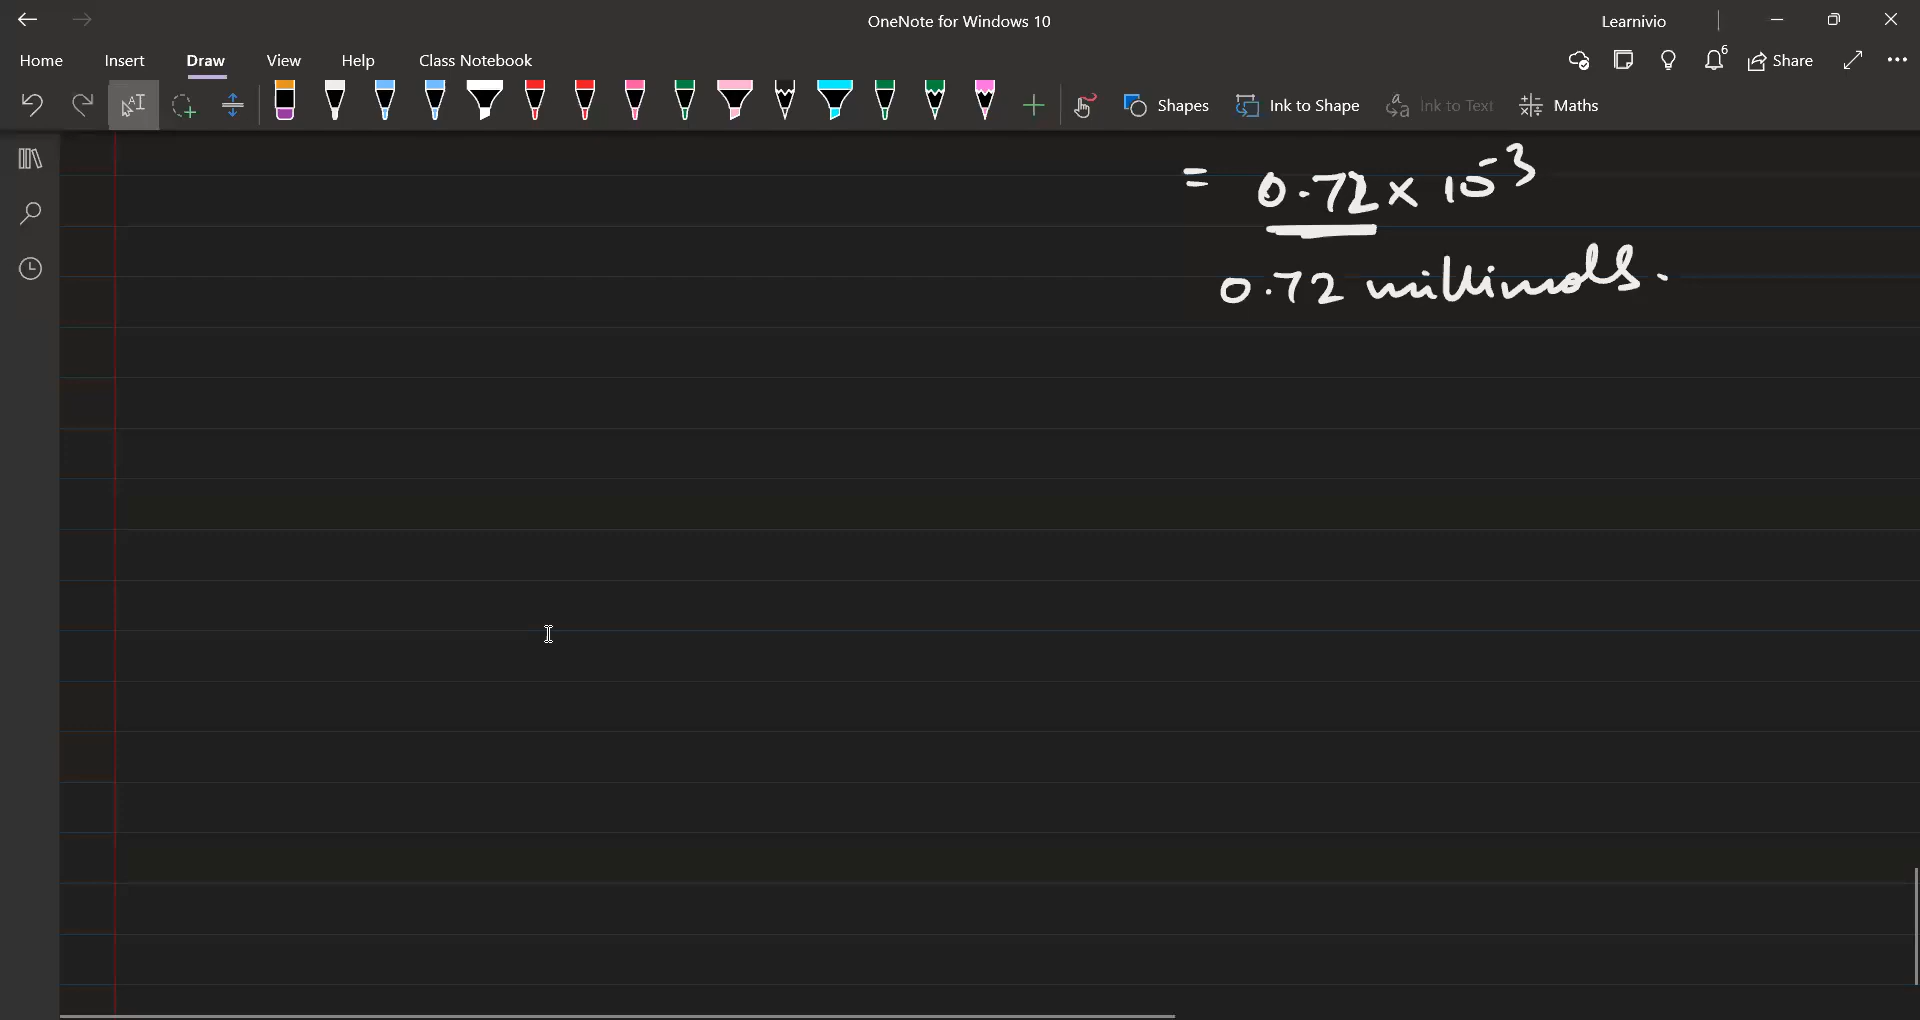 OneNote for Windows 10
Learnivio
Home Insert Draw View Help Class Notebook
6
Share
Shapes Ink to Shape Ink to Text Maths
= 0.72 x 10⁻³
0.72 millimols.